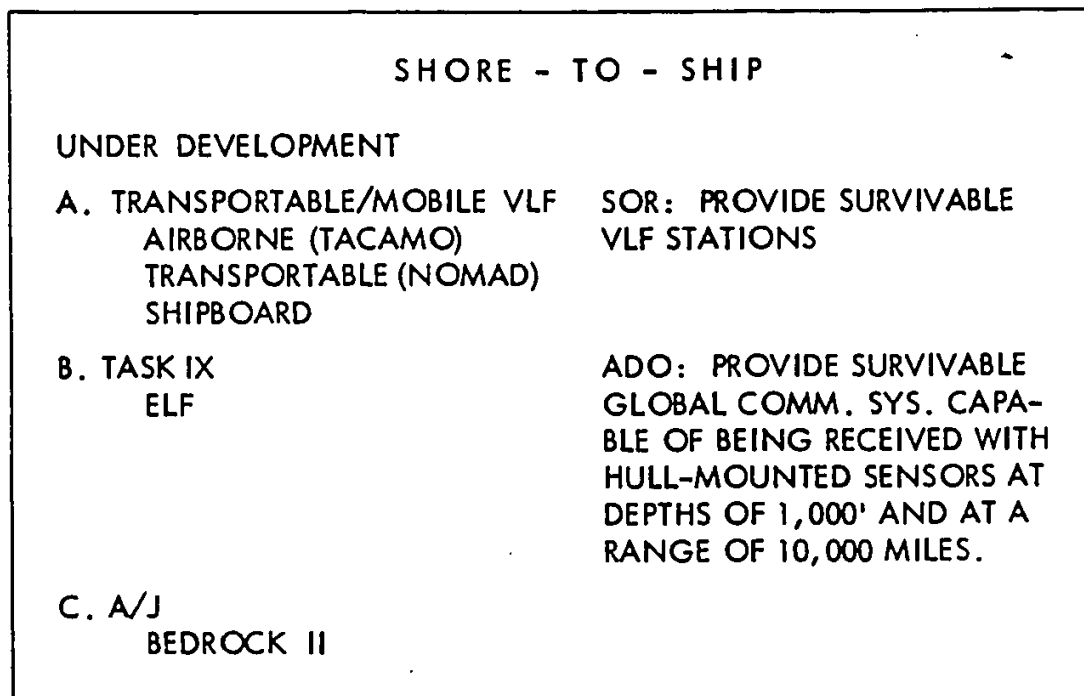 SHORE - TO - SHIP
UNDER DEVELOPMENT
A. TRANSPORTABLE/MOBILE VLF
AIRBORNE (TACAMO)
TRANSPORTABLE (NOMAD)
SHIPBOARD
SOR: PROVIDE SURVIVABLE
VLF STATIONS
B. TASK IX
ELF
ADO: PROVIDE SURVIVABLE
GLOBAL COMM. SYS. CAPA-
BLE OF BEING RECEIVED WITH
HULL-MOUNTED SENSORS AT
DEPTHS OF 1,000' AND AT A
RANGE OF 10,000 MILES.
C. A/J
BEDROCK II